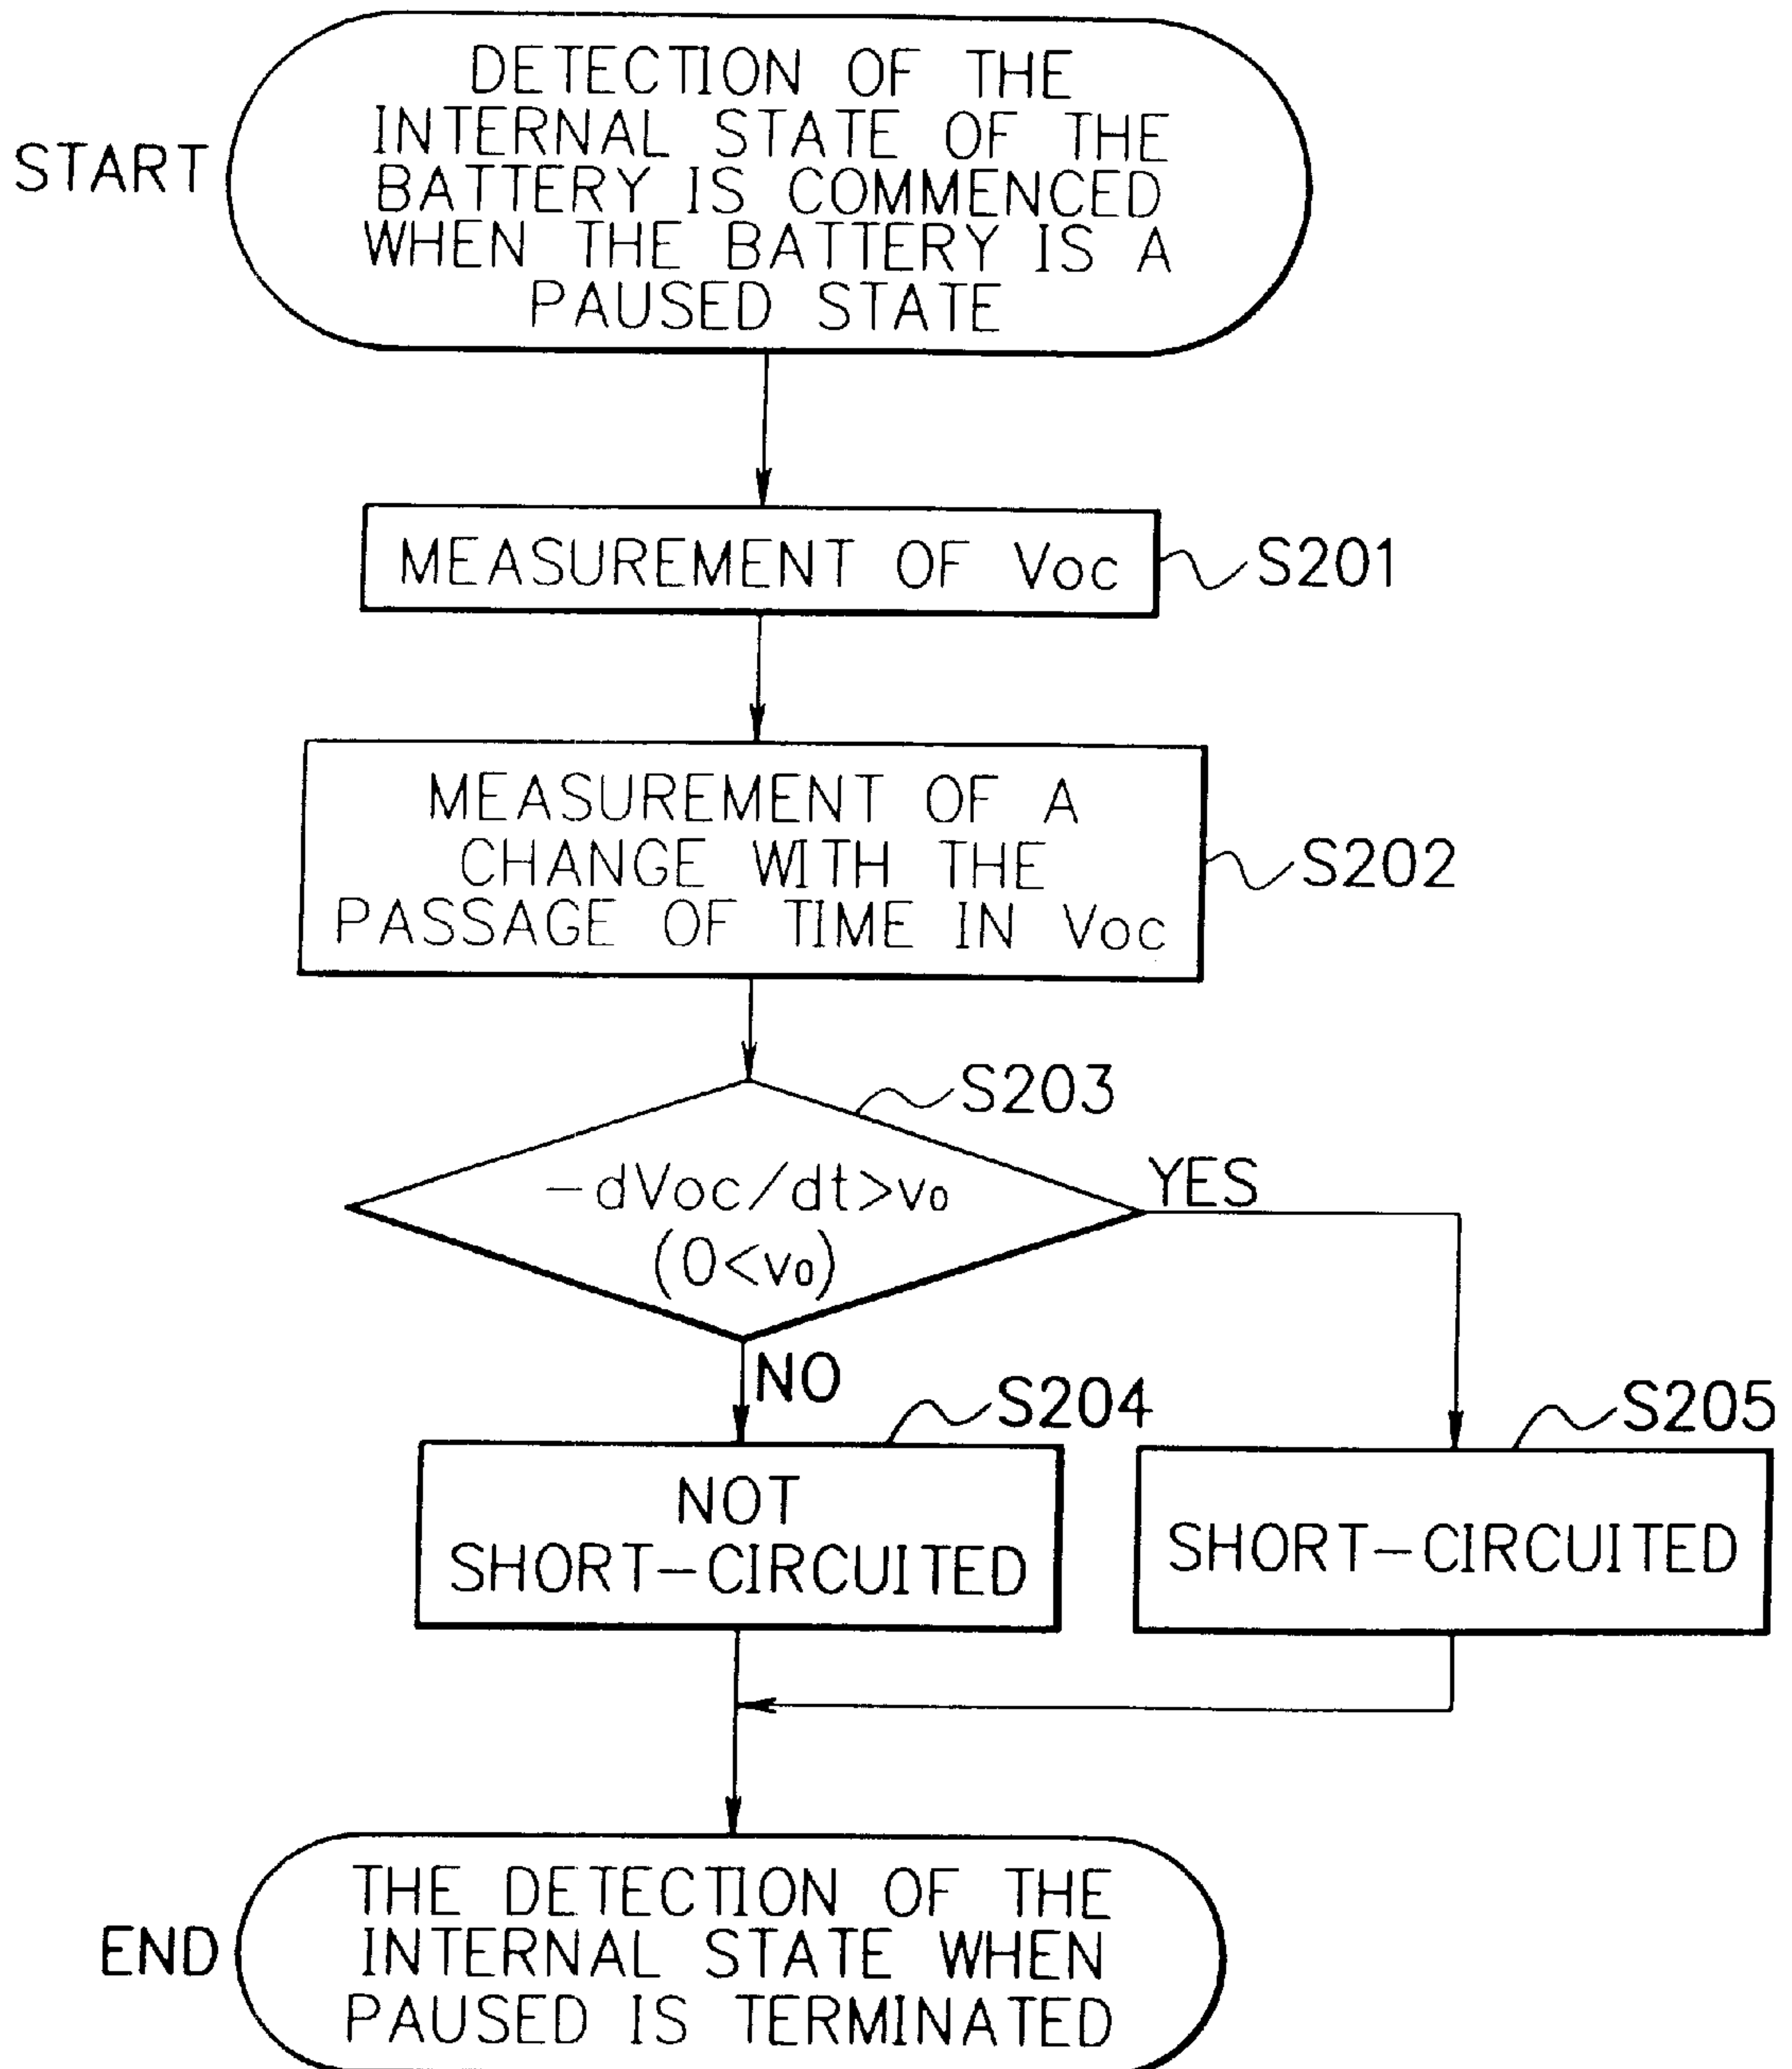 START
DETECTION OF THE
INTERNAL STATE OF THE
BATTERY IS COMMENCED
WHEN THE BATTERY IS A
PAUSED STATE
MEASUREMENT OF Voc
S201
MEASUREMENT OF A
CHANGE WITH THE
PASSAGE OF TIME IN Voc
S202
S203
-dVoc/dt>v₀
(0<v₀)
YES
NO
S204
NOT
SHORT-CIRCUITED
S205
SHORT-CIRCUITED
END
THE DETECTION OF THE
INTERNAL STATE WHEN
PAUSED IS TERMINATED